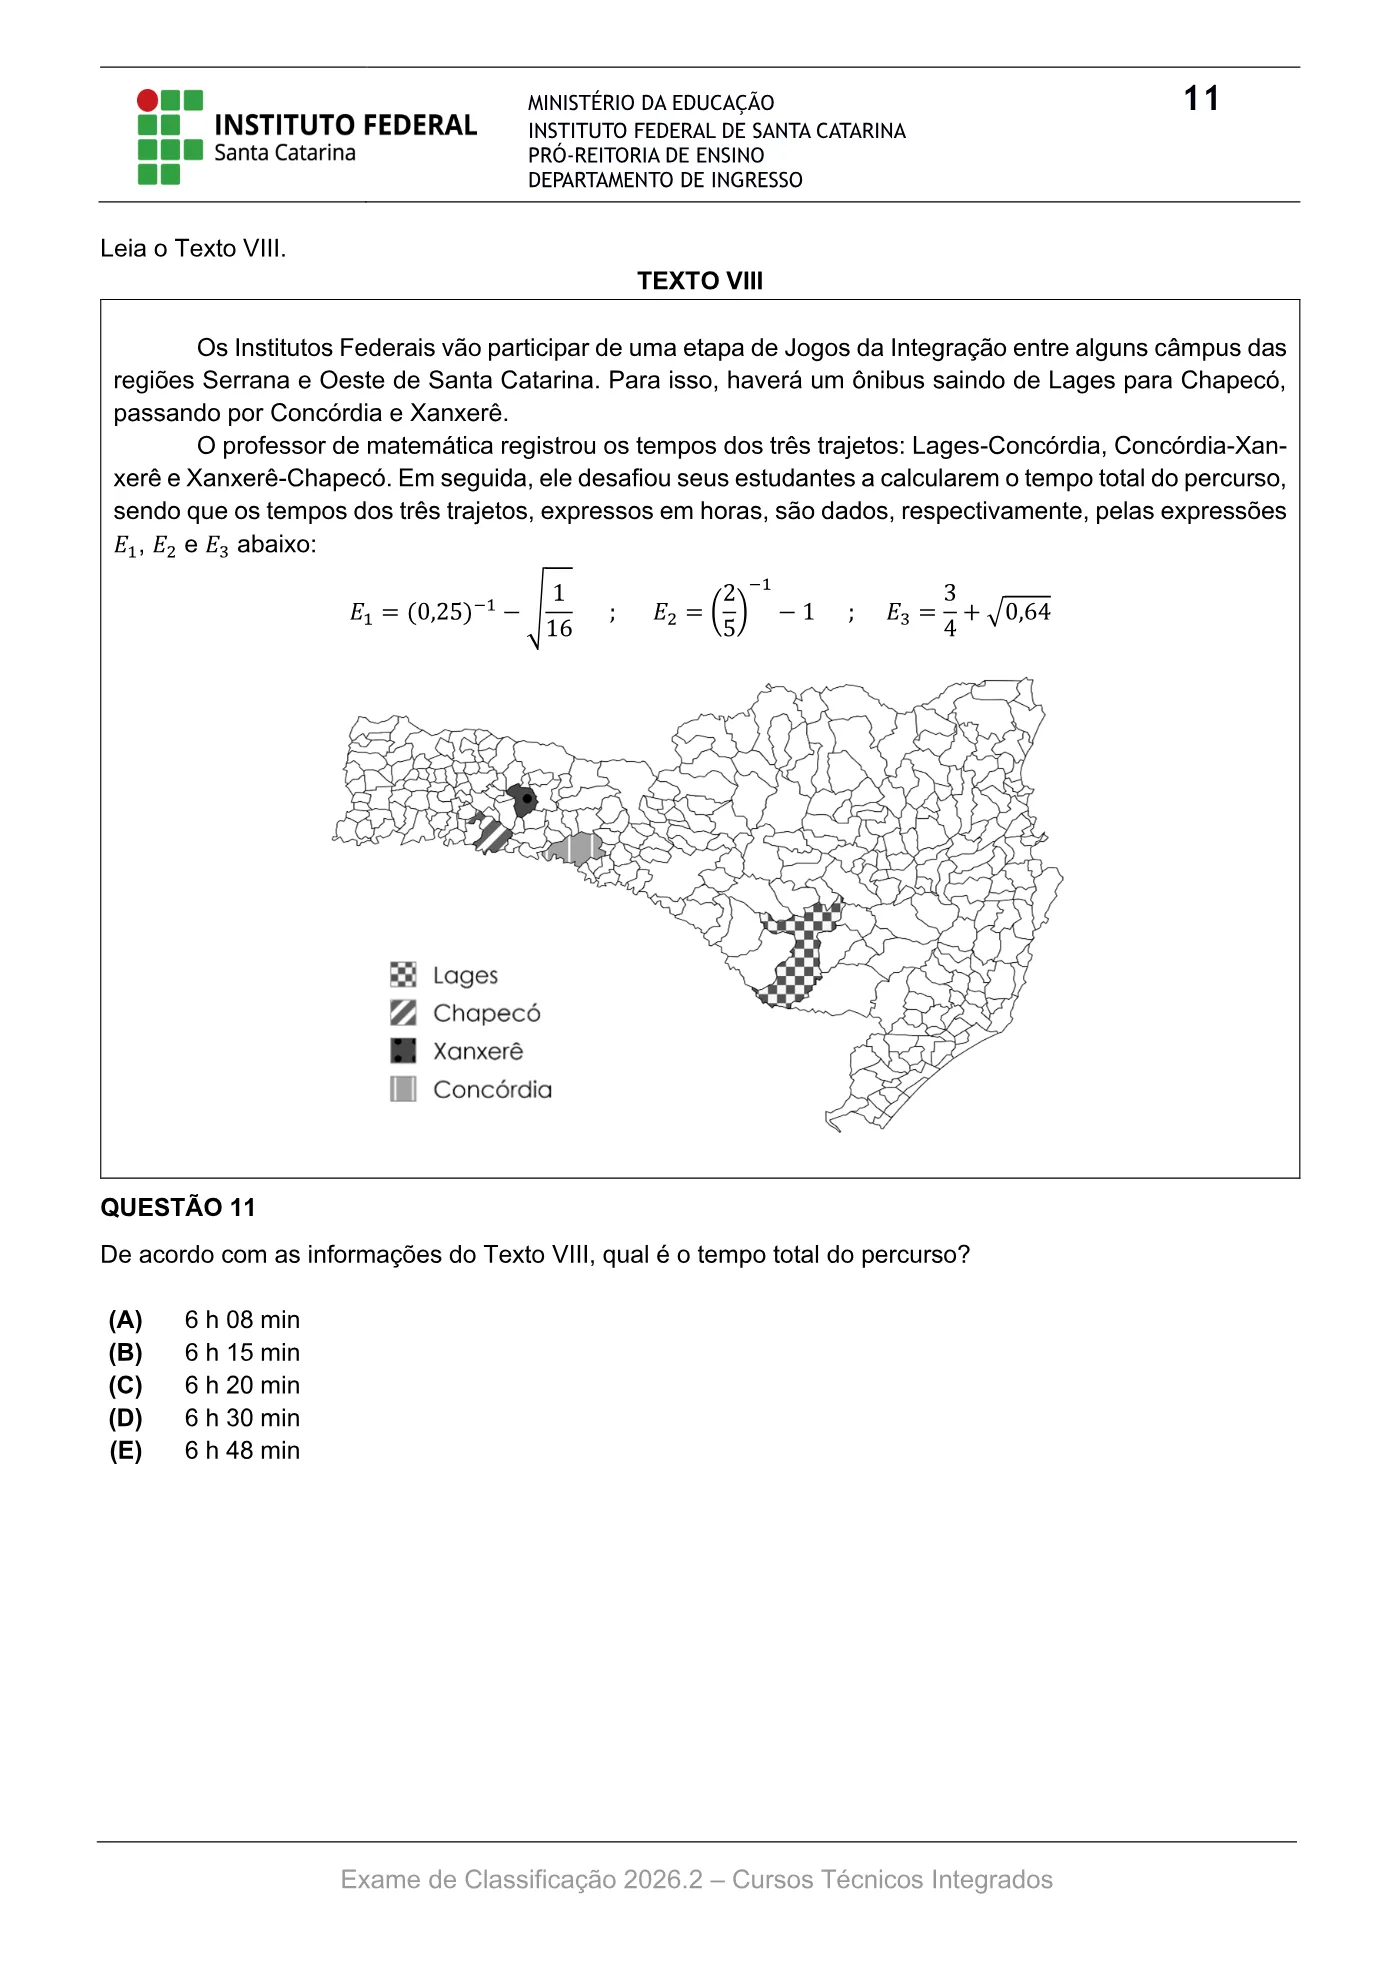 INSTITUTO FEDERAL
Santa Catarina
MINISTÉRIO DA EDUCAÇÃO
INSTITUTO FEDERAL DE SANTA CATARINA
PRÓ-REITORIA DE ENSINO
DEPARTAMENTO DE INGRESSO
11
Leia o Texto VIII.
TEXTO VIII
Os Institutos Federais vão participar de uma etapa de Jogos da Integração entre alguns câmpus das
regiões Serrana e Oeste de Santa Catarina. Para isso, haverá um ônibus saindo de Lages para Chapecó,
passando por Concórdia e Xanxerê.
O professor de matemática registrou os tempos dos três trajetos: Lages-Concórdia, Concórdia-Xan-
xerê e Xanxerê-Chapecó. Em seguida, ele desafiou seus estudantes a calcularem o tempo total do percurso,
sendo que os tempos dos três trajetos, expressos em horas, são dados, respectivamente, pelas expressões
E₁, E₂ e E₃ abaixo:
E₁ = (0,25)⁻¹ − √(1/16) ; E₂ = (2/5)⁻¹ − 1 ; E₃ = 3/4 + √0,64
Lages
Chapecó
Xanxerê
Concórdia
QUESTÃO 11
De acordo com as informações do Texto VIII, qual é o tempo total do percurso?
(A) 6 h 08 min
(B) 6 h 15 min
(C) 6 h 20 min
(D) 6 h 30 min
(E) 6 h 48 min
Exame de Classificação 2026.2 – Cursos Técnicos Integrados